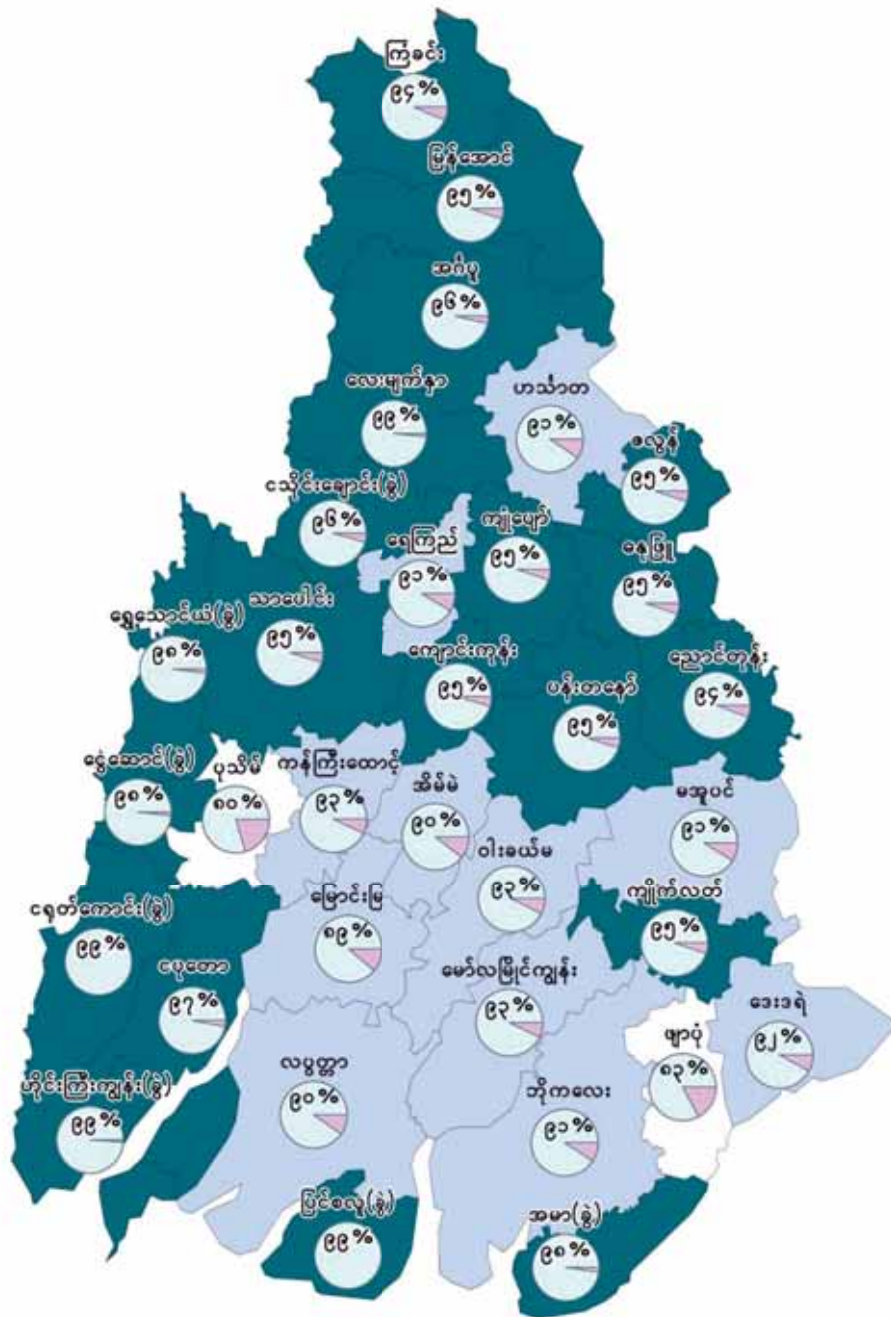 ကြံခင်း
၉၄%
မြန်အောင်
၉၅%
အင်္ဂပူ
၉၆%
လေးမျက်နှာ
၉၉%
ဟင်္သာတ
၉၁%
ဇလွန်
၉၅%
ငသိုင်းချောင်း(ခွဲ)
၉၆%
ရေကြည်
၉၁%
ကျုံပျော်
၉၅%
ဓနုဖြူ
၉၅%
ရွှေသောင်ယံ(ခွဲ)
၉၈%
သာပေါင်း
၉၅%
ကျောင်းကုန်း
၉၅%
ပန်းတနော်
၉၅%
ညောင်တုန်း
၉၄%
ငွေဆောင်(ခွဲ)
၉၈%
ပုသိမ်
၈၀%
ကန်ကြီးထောင့်
၉၃%
အိမ်မဲ
၉၀%
ဝါးခယ်မ
၉၃%
မအူပင်
၉၁%
ငရုတ်ကောင်း(ခွဲ)
၉၉%
ငပုတော
၉၇%
မြောင်းမြ
၈၉%
မော်လမြိုင်ကျွန်း
၉၃%
ကျိုက်လတ်
၉၅%
ဒေးဒရဲ
၉၂%
ဟိုင်းကြီးကျွန်း(ခွဲ)
၉၉%
လပွတ္တာ
၉၀%
ဘိုကလေး
၉၁%
ဖျာပုံ
၈၃%
ပြင်စလူ(ခွဲ)
၉၉%
အမာ(ခွဲ)
၉၈%